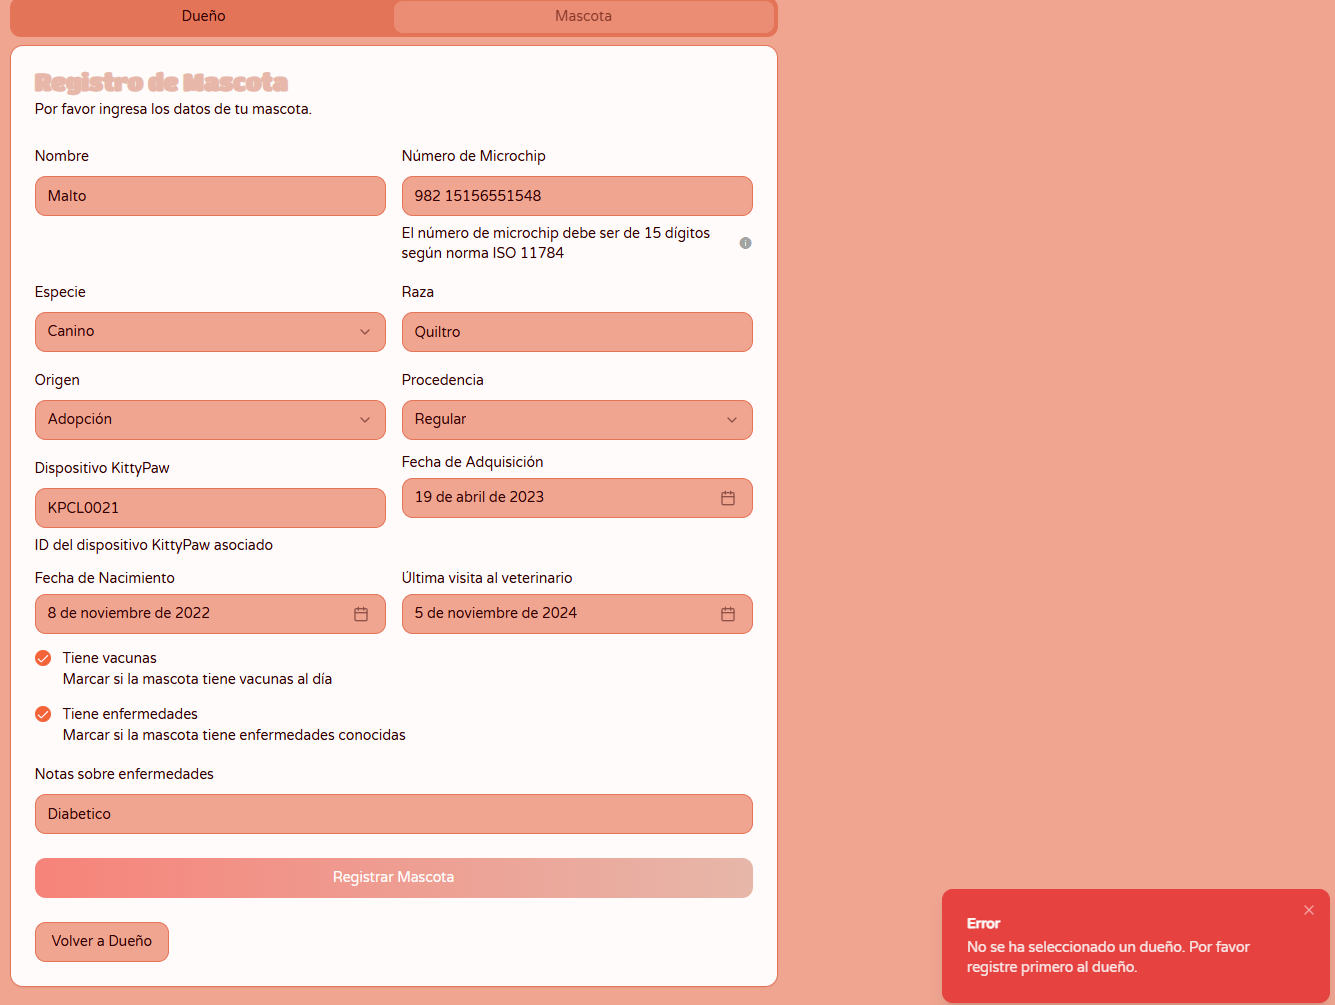 Dueño
Mascota
Registro de Mascota
Por favor ingresa los datos de tu mascota.
Nombre
Número de Microchip
Malto
982 15156551548
El número de microchip debe ser de 15 dígitos
según norma ISO 11784
Especie
Raza
Canino
Quiltro
Origen
Procedencia
Adopción
Regular
Dispositivo KittyPaw
Fecha de Adquisición
KPCL0021
19 de abril de 2023
ID del dispositivo KittyPaw asociado
Fecha de Nacimiento
Última visita al veterinario
8 de noviembre de 2022
5 de noviembre de 2024
Tiene vacunas
Marcar si la mascota tiene vacunas al día
Tiene enfermedades
Marcar si la mascota tiene enfermedades conocidas
Notas sobre enfermedades
Diabetico
Registrar Mascota
Volver a Dueño
Error
No se ha seleccionado un dueño. Por favor
registre primero al dueño.